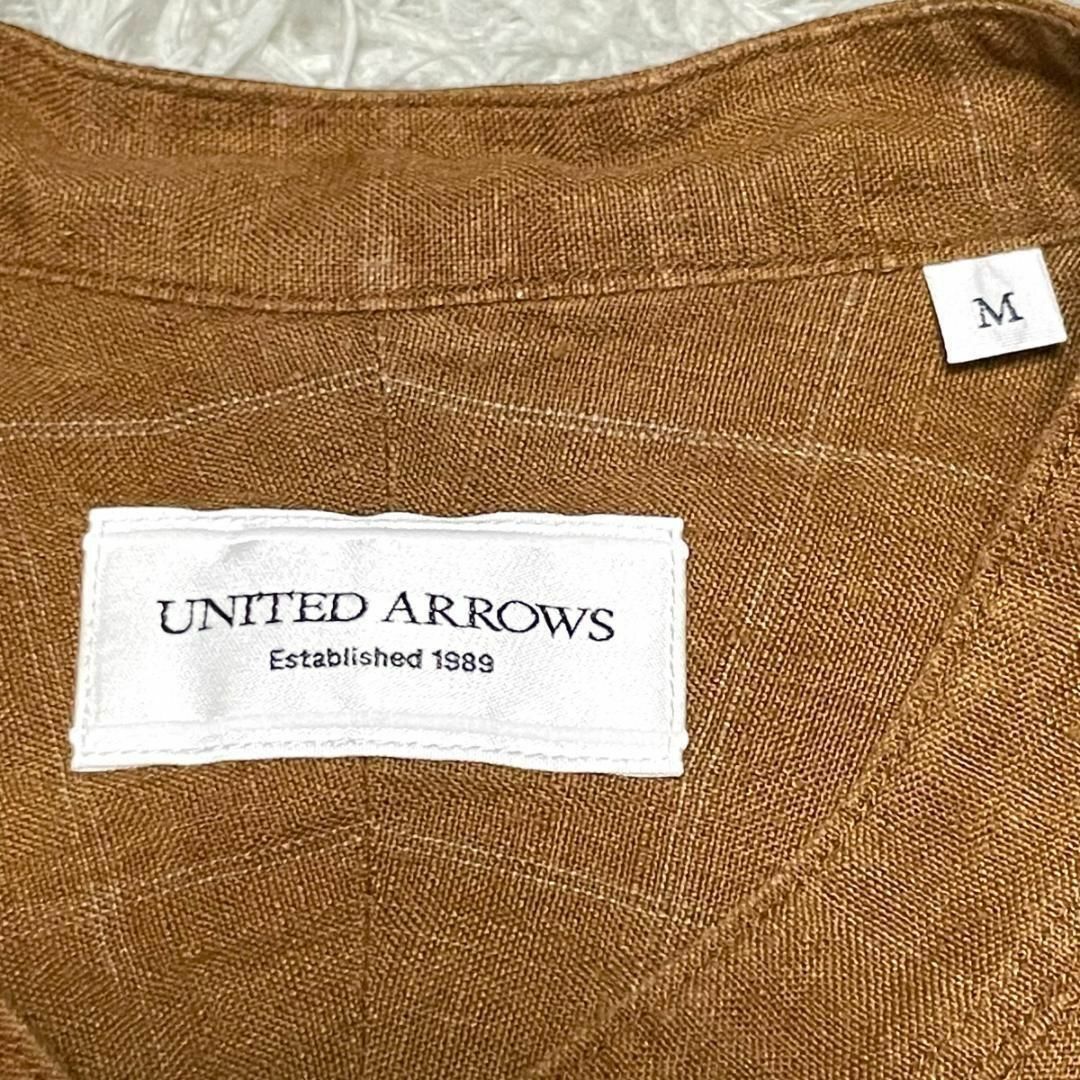 M
UNITED ARROWS
Established 1989